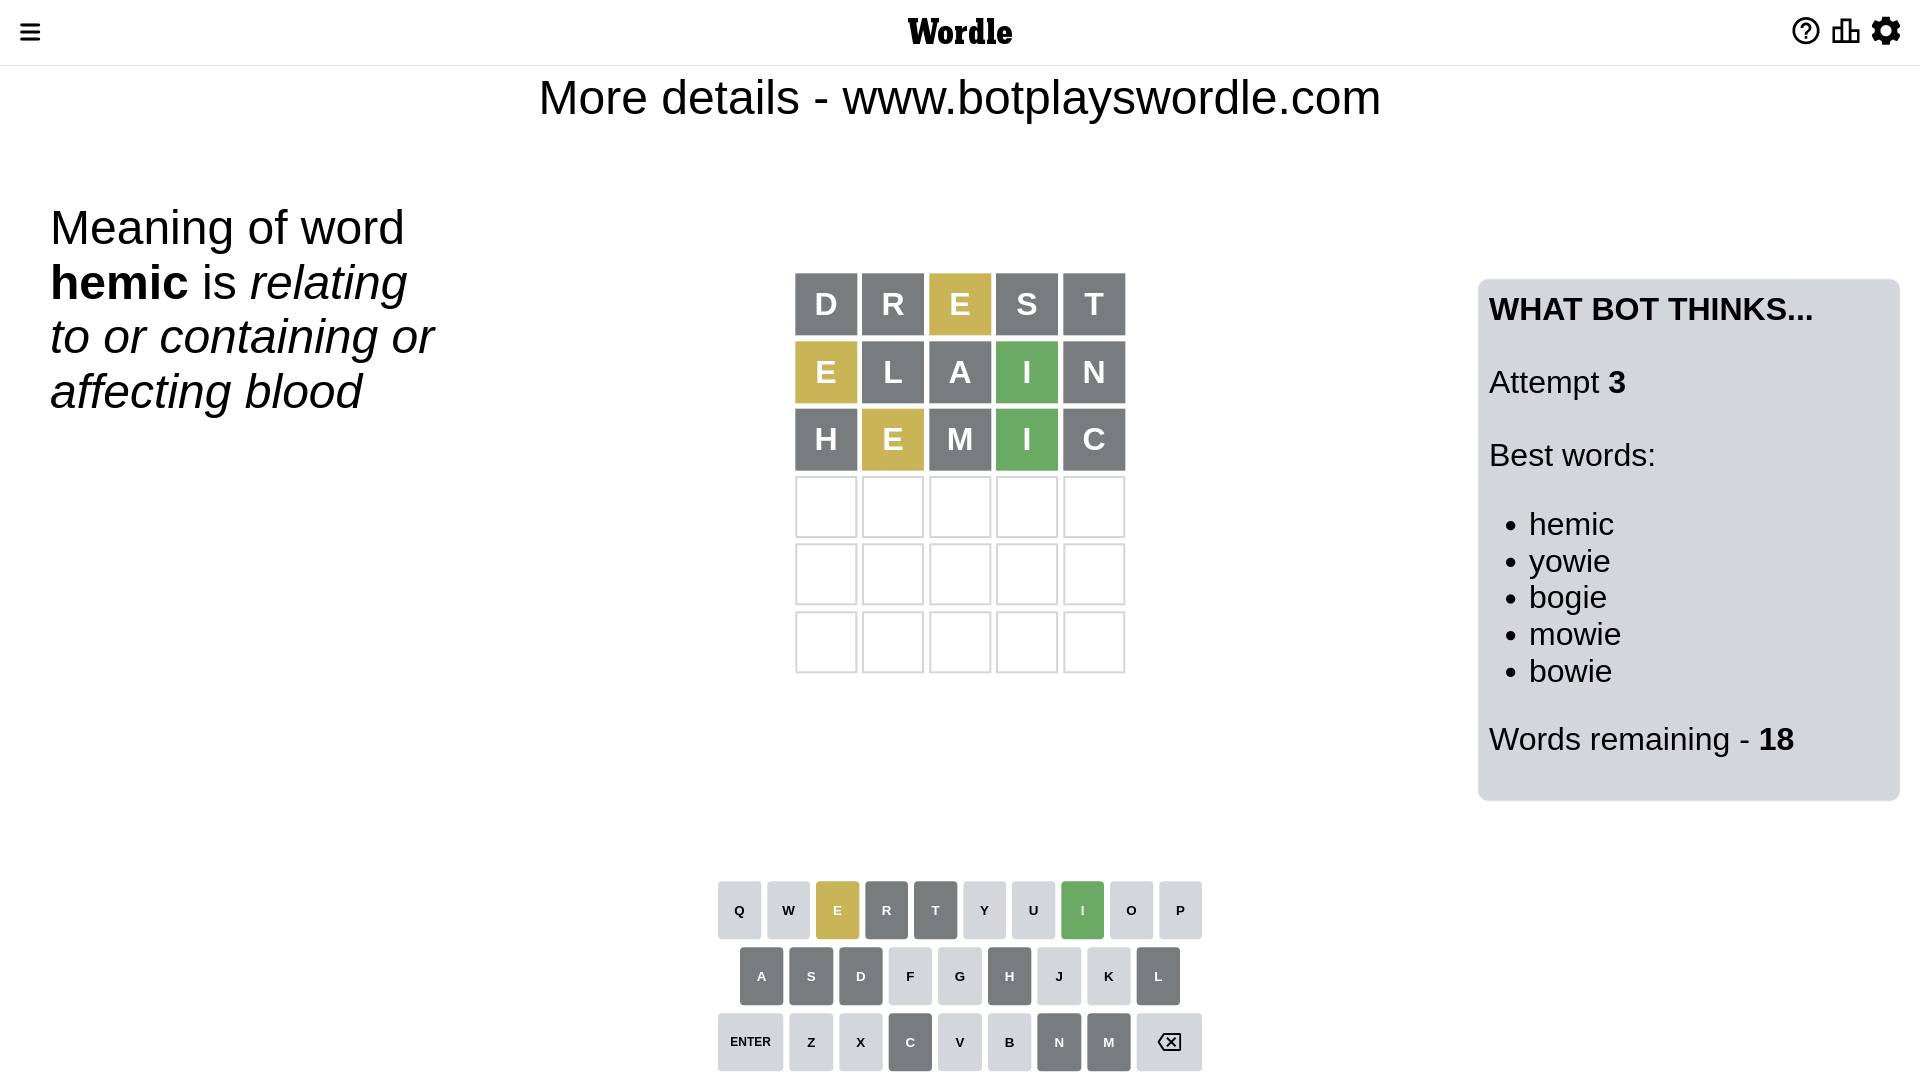 Wordle
More details - www.botplayswordle.com
Meaning of word
hemic is relating
to or containing or
affecting blood
D R E S T
E L A I N
H E M I C
WHAT BOT THINKS...
Attempt 3
Best words:
• hemic
• yowie
• bogie
• mowie
• bowie
Words remaining - 18
Q W E R T Y U I O P
A S D F G H J K L
ENTER Z X C V B N M